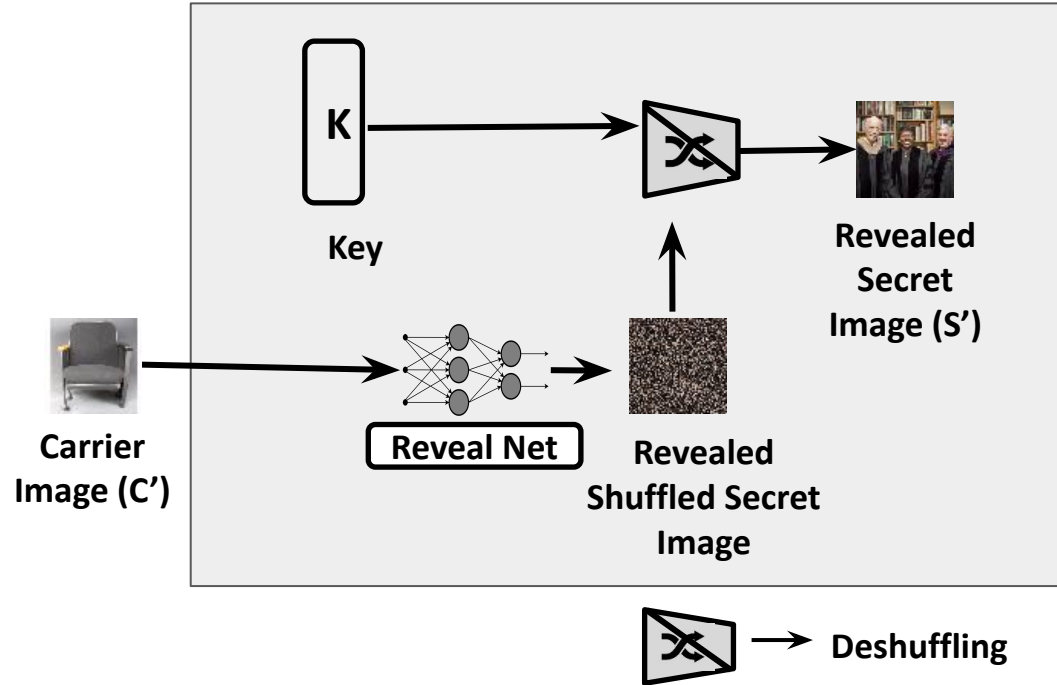 K
Key
Revealed
Secret
Image (S’)
Carrier
Image (C’)
Reveal Net
Revealed
Shuffled Secret
Image
Deshuffling